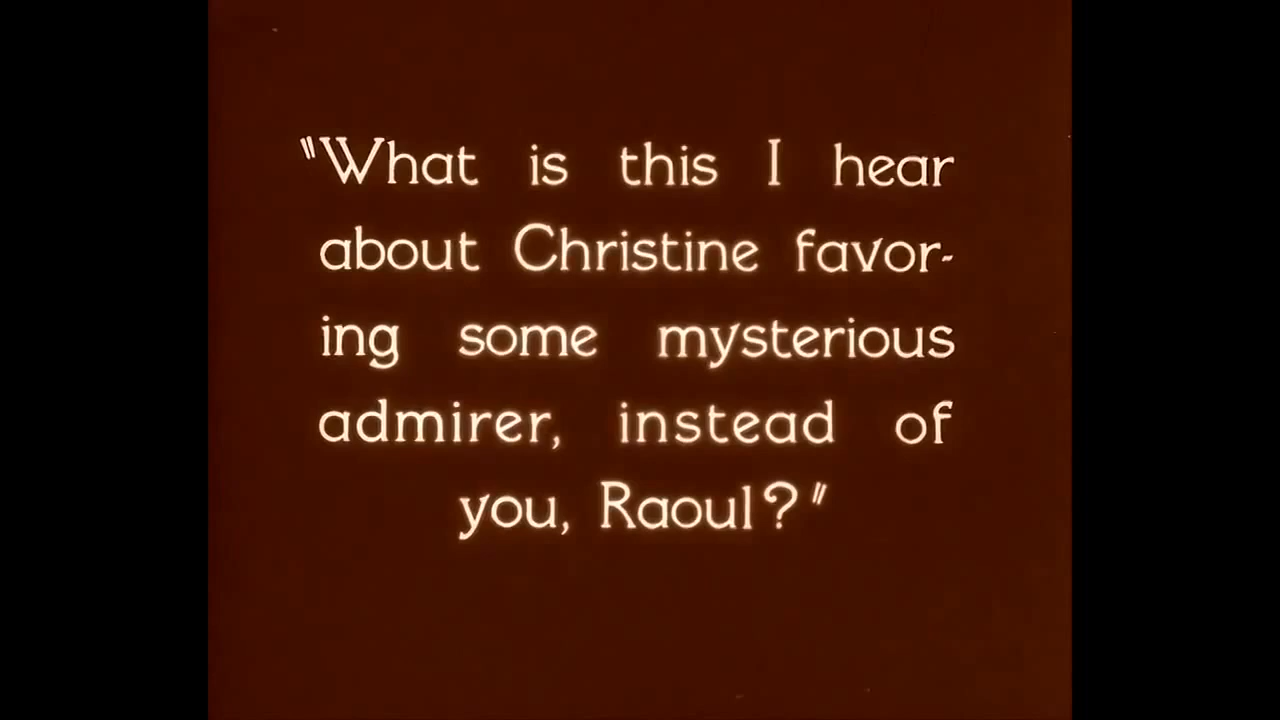 "What is this I hear
about Christine favor-
ing some mysterious
admirer, instead of
you, Raoul?"